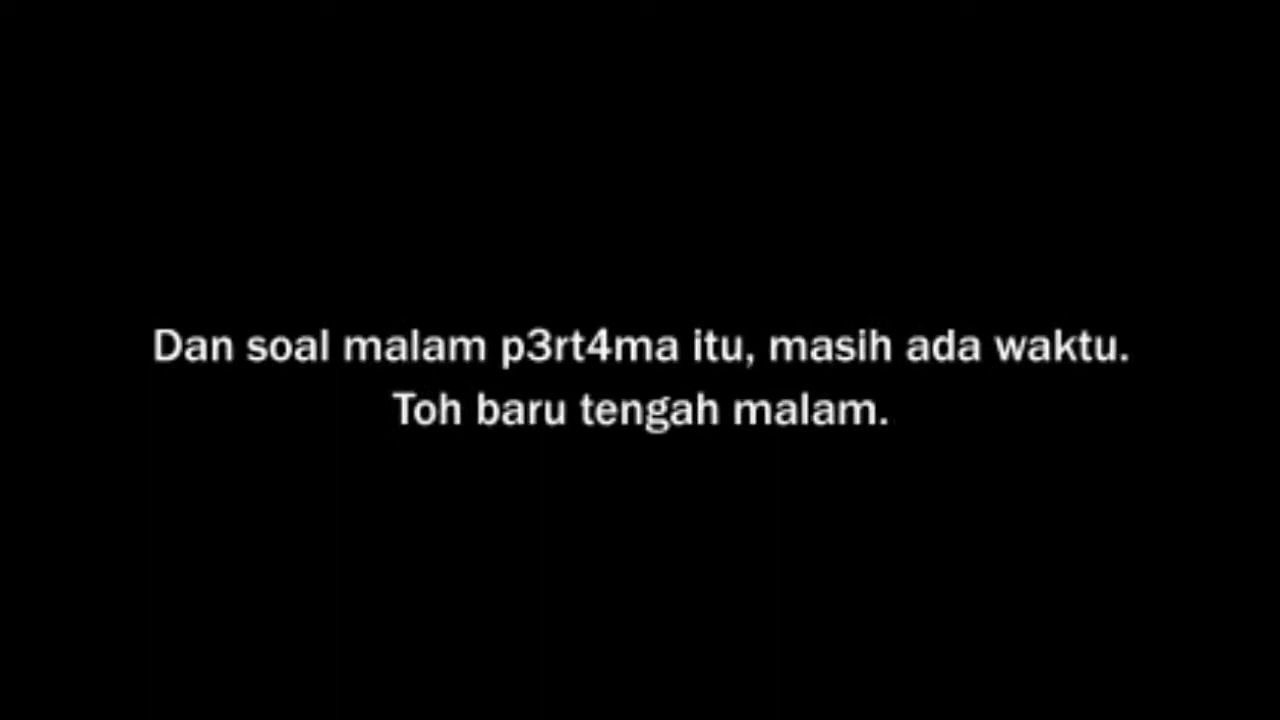 Dan soal malam p3rt4ma itu, masih ada waktu.
Toh baru tengah malam.